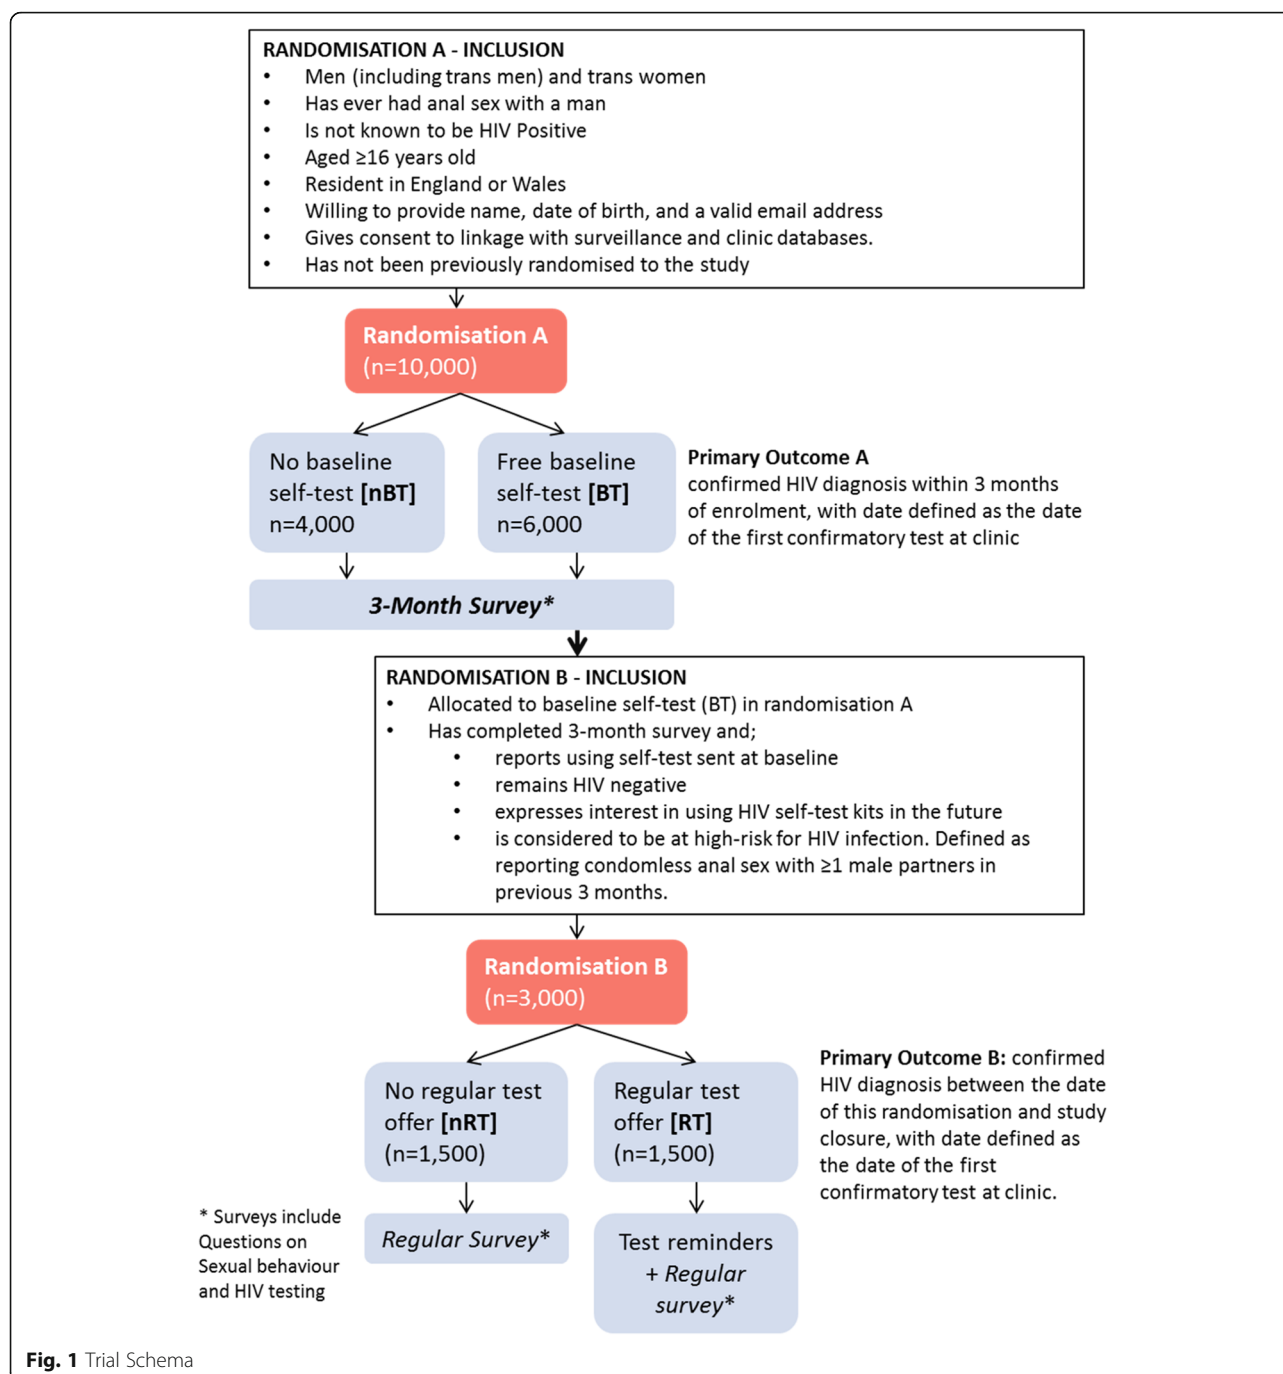 RANDOMISATION A - INCLUSION
• Men (including trans men) and trans women
• Has ever had anal sex with a man
• Is not known to be HIV Positive
• Aged ≥16 years old
• Resident in England or Wales
• Willing to provide name, date of birth, and a valid email address
• Gives consent to linkage with surveillance and clinic databases.
• Has not been previously randomised to the study
Randomisation A
(n=10,000)
No baseline
self-test [nBT]
n=4,000
Free baseline
self-test [BT]
n=6,000
Primary Outcome A
confirmed HIV diagnosis within 3 months
of enrolment, with date defined as the date
of the first confirmatory test at clinic
3-Month Survey*
RANDOMISATION B - INCLUSION
• Allocated to baseline self-test (BT) in randomisation A
• Has completed 3-month survey and;
• reports using self-test sent at baseline
• remains HIV negative
• expresses interest in using HIV self-test kits in the future
• is considered to be at high-risk for HIV infection. Defined as
reporting condomless anal sex with ≥1 male partners in
previous 3 months.
Randomisation B
(n=3,000)
No regular test
offer [nRT]
(n=1,500)
Regular test
offer [RT]
(n=1,500)
Primary Outcome B: confirmed
HIV diagnosis between the date
of this randomisation and study
closure, with date defined as
the date of the first
confirmatory test at clinic.
* Surveys include
Questions on
Sexual behaviour
and HIV testing
Regular Survey*
Test reminders
+ Regular
survey*
Fig. 1 Trial Schema